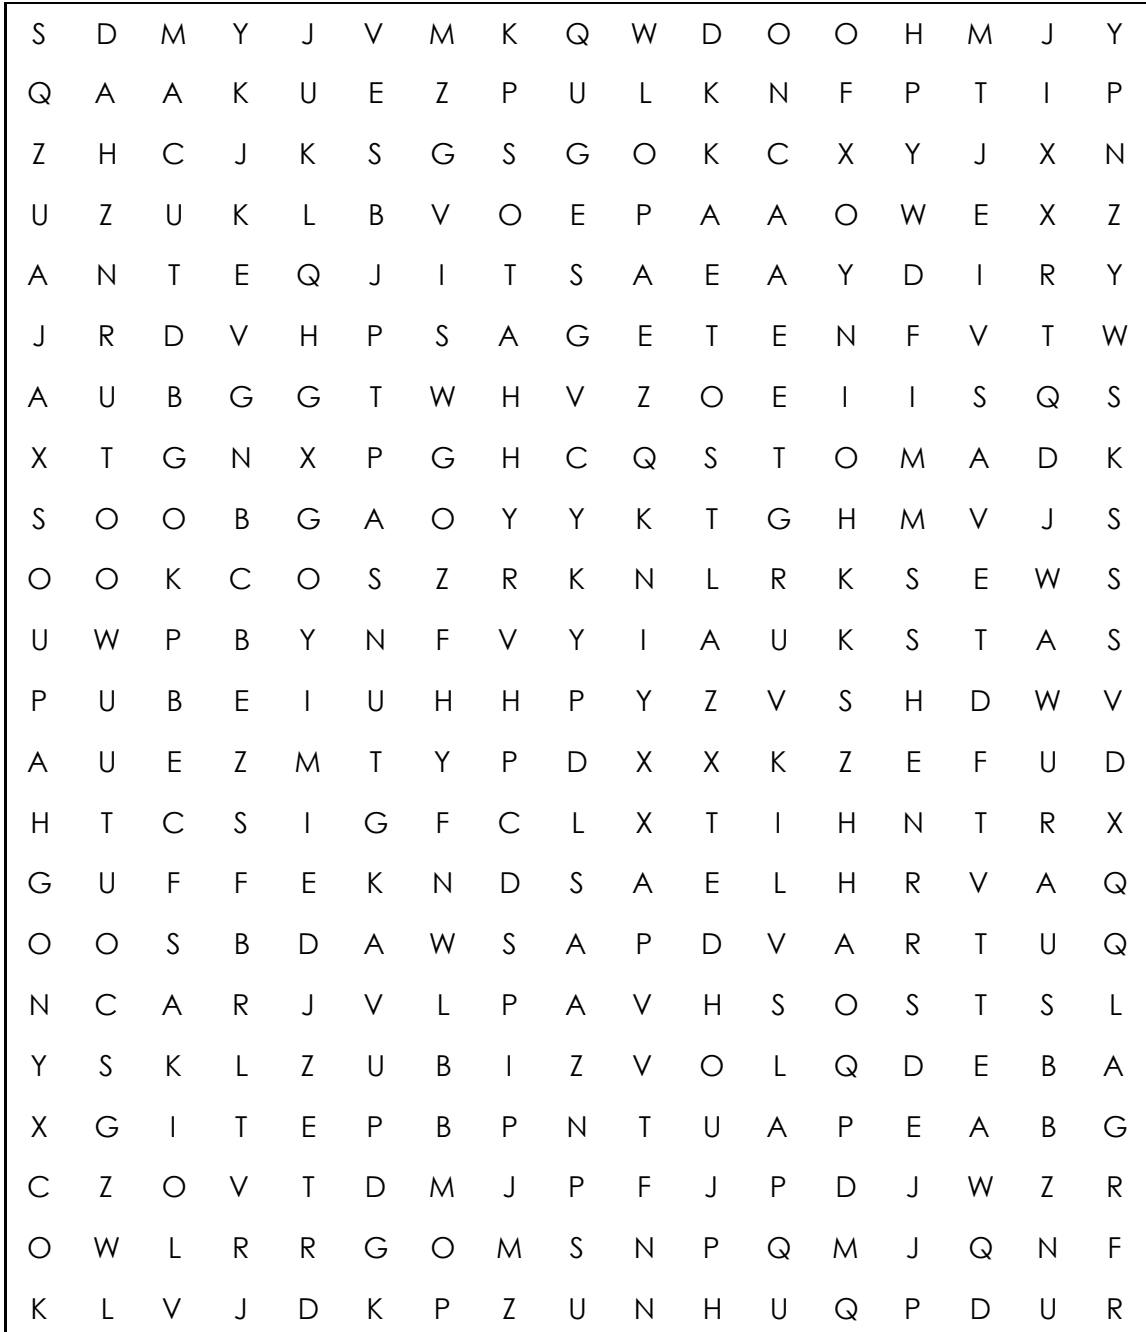 S D M Y J V M K Q W D O O H M J Y
Q A A K U E Z P U L K N F P T I P
Z H C J K S G S G O K C X Y J X N
U Z U K L B V O E P A A O W E X Z
A N T E Q J I T S A E A Y D I R Y
J R D V H P S A G E T E N F V T W
A U B G G T W H V Z O E I I S Q S
X T G N X P G H C Q S T O M A D K
S O O B G A O Y Y K T G H M V J S
O O K C O S Z R K N L R K S E W S
U W P B Y N F V Y I A U K S T A S
P U B E I U H H P Y Z V S H D W V
A U E Z M T Y P D X X K Z E F U D
H T C S I G F C L X T I H N T R X
G U F F E K N D S A E L H R V A Q
O O S B D A W S A P D V A R T U Q
N C A R J V L P A V H S O S T S L
Y S K L Z U B I Z V O L Q D E B A
X G I T E P B P N T U A P E A B G
C Z O V T D M J P F J P D J W Z R
O W L R R G O M S N P Q M J Q N F
K L V J D K P Z U N H U Q P D U R